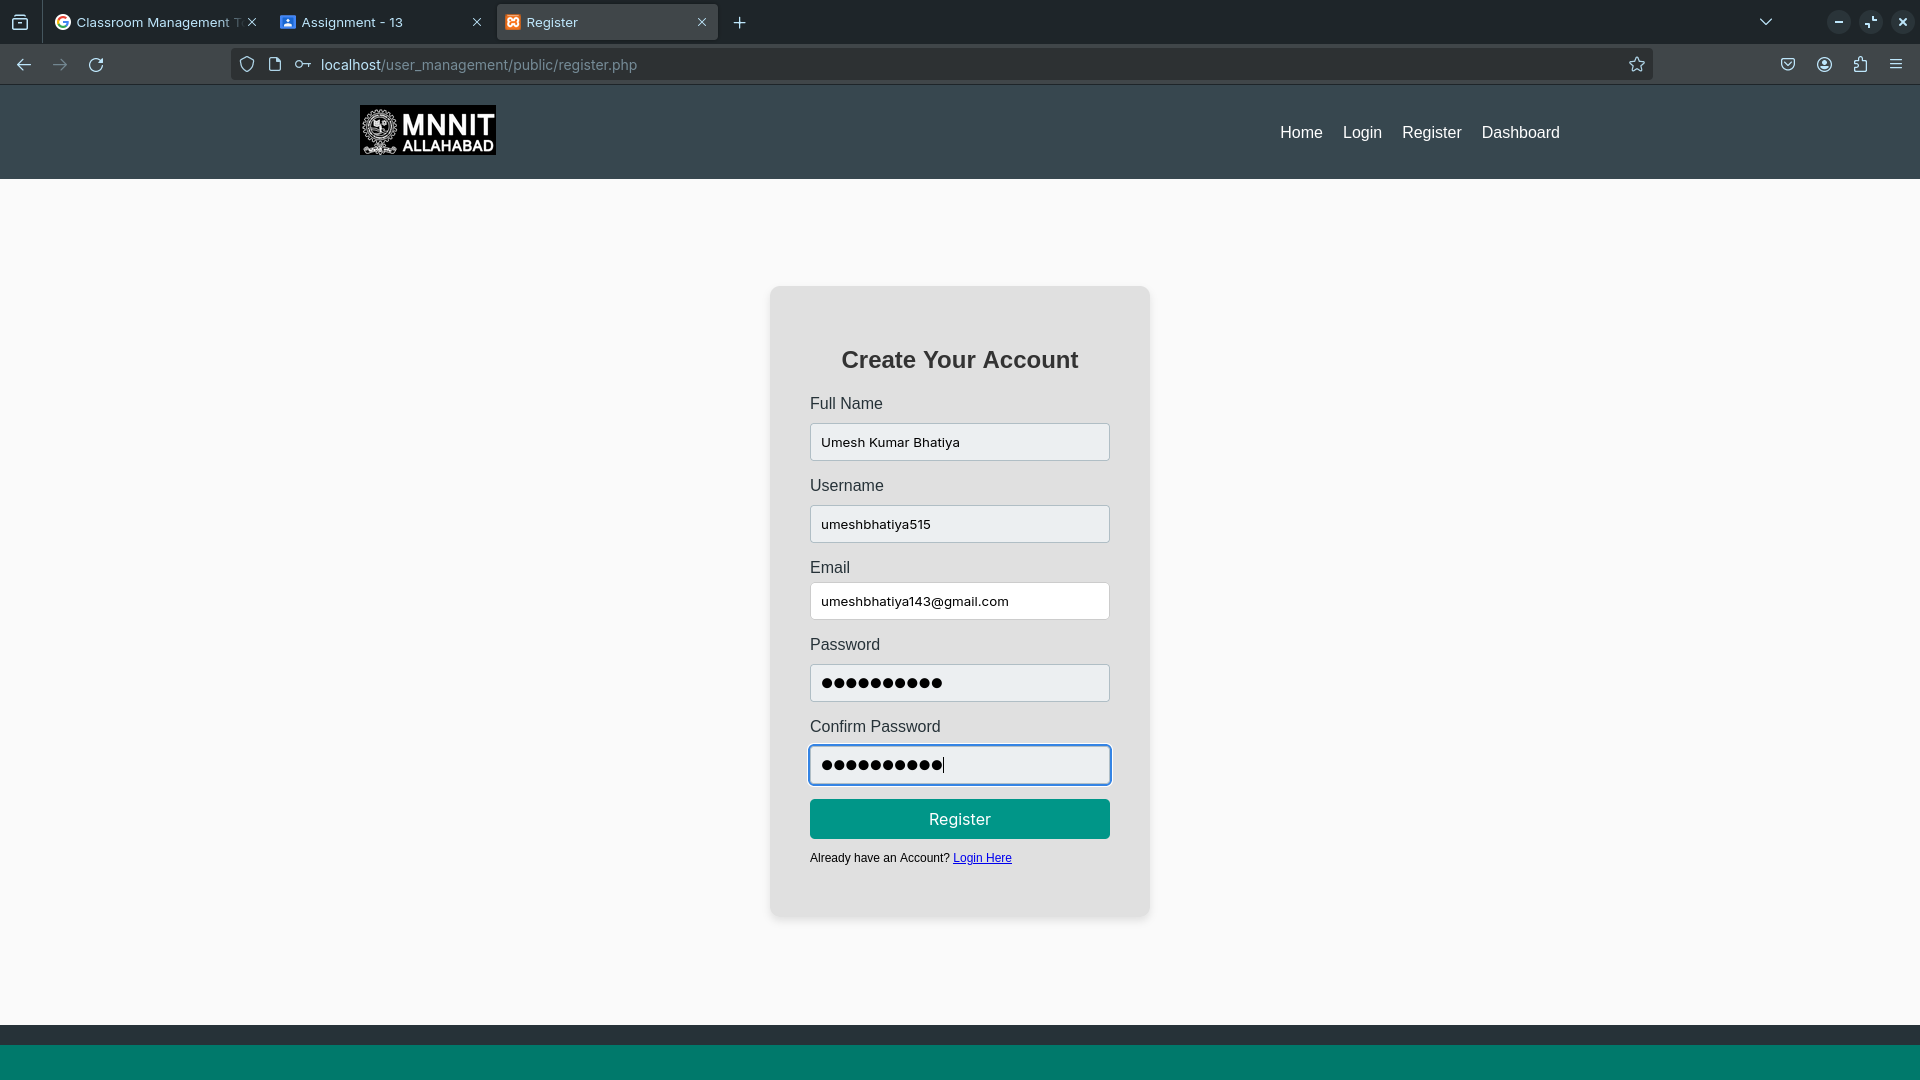 Classroom Management T
Assignment - 13
Register
localhost/user_management/public/register.php
MNNIT
ALLAHABAD
Home Login Register Dashboard
Create Your Account
Full Name
Umesh Kumar Bhatiya
Username
umeshbhatiya515
Email
umeshbhatiya143@gmail.com
Password
●●●●●●●●●●
Confirm Password
●●●●●●●●●●
Register
Already have an Account? Login Here